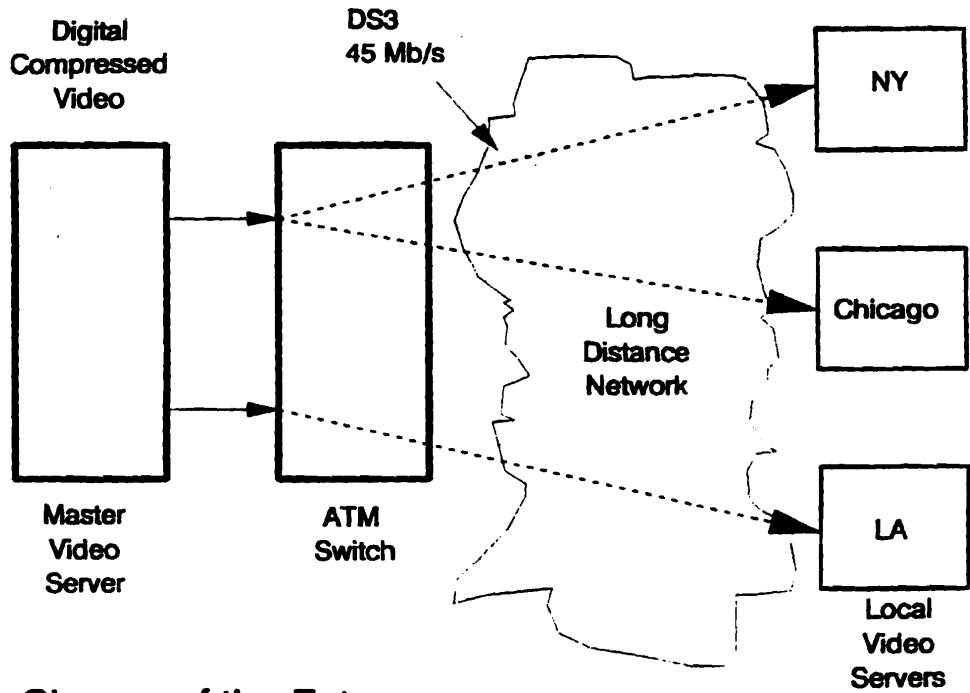 Digital
Compressed
Video
DS3
45 Mb/s
NY
Chicago
Long
Distance
Network
Master
Video
Server
ATM
Switch
LA
Local
Video
Servers